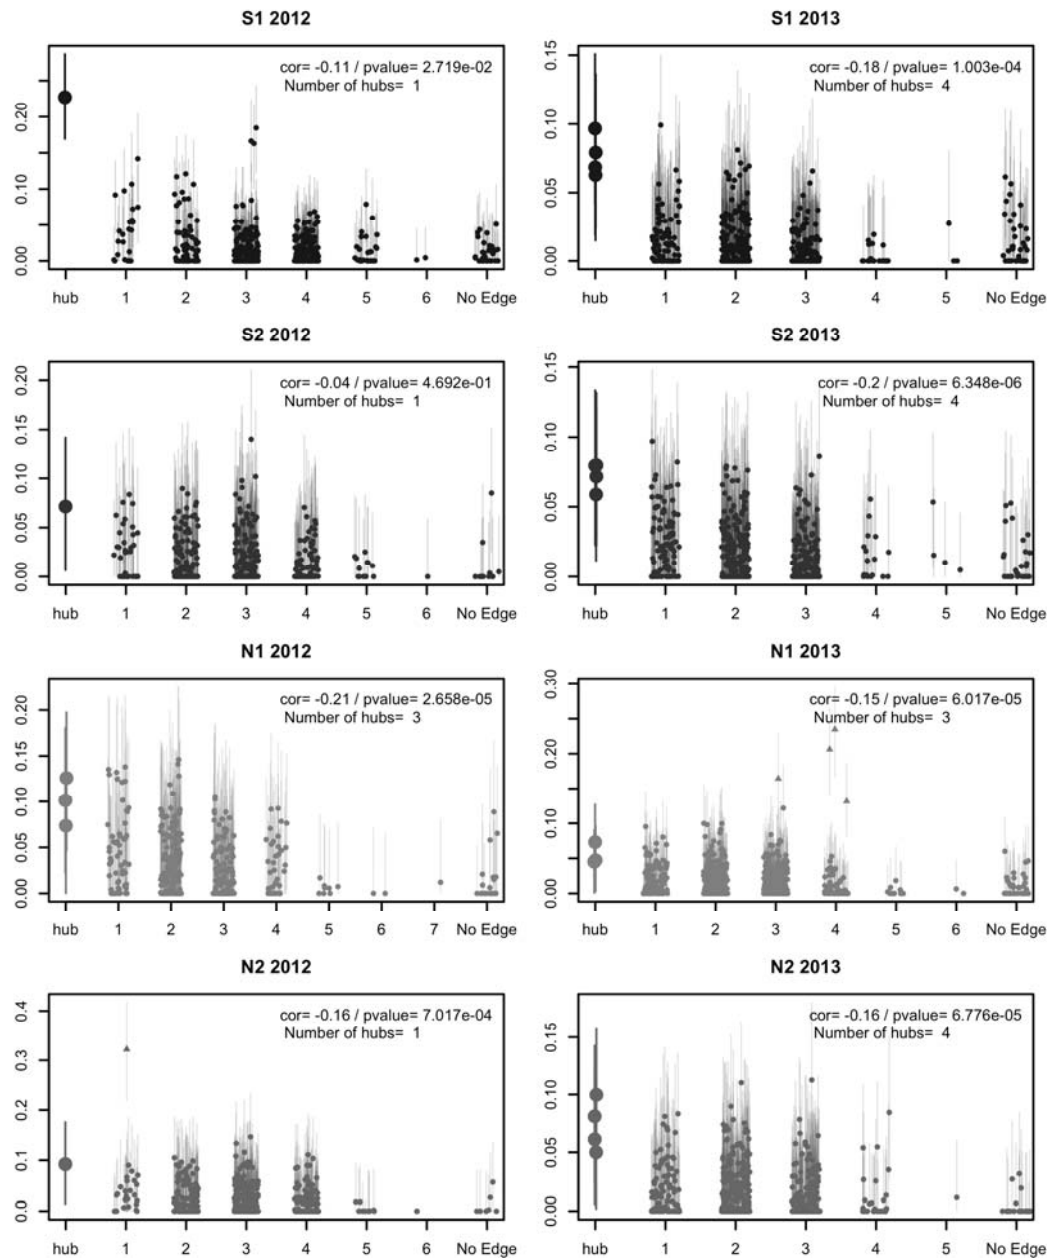 S1 2012
cor= -0.11 / pvalue= 2.719e-02
Number of hubs= 1
0.00 0.10 0.20
hub 1 2 3 4 5 6 No Edge
S1 2013
cor= -0.18 / pvalue= 1.003e-04
Number of hubs= 4
0.00 0.05 0.10 0.15
hub 1 2 3 4 5 No Edge
S2 2012
cor= -0.04 / pvalue= 4.692e-01
Number of hubs= 1
0.00 0.05 0.10 0.15 0.20
hub 1 2 3 4 5 6 No Edge
S2 2013
cor= -0.2 / pvalue= 6.348e-06
Number of hubs= 4
0.00 0.05 0.10 0.15
hub 1 2 3 4 5 No Edge
N1 2012
cor= -0.21 / pvalue= 2.658e-05
Number of hubs= 3
0.00 0.05 0.10 0.15 0.20
hub 1 2 3 4 5 6 7 No Edge
N1 2013
cor= -0.15 / pvalue= 6.017e-05
Number of hubs= 3
0.00 0.10 0.20 0.30
hub 1 2 3 4 5 6 No Edge
N2 2012
cor= -0.16 / pvalue= 7.017e-04
Number of hubs= 1
0.0 0.1 0.2 0.3 0.4
hub 1 2 3 4 5 6 No Edge
N2 2013
cor= -0.16 / pvalue= 6.776e-05
Number of hubs= 4
0.00 0.05 0.10 0.15
hub 1 2 3 4 5 No Edge